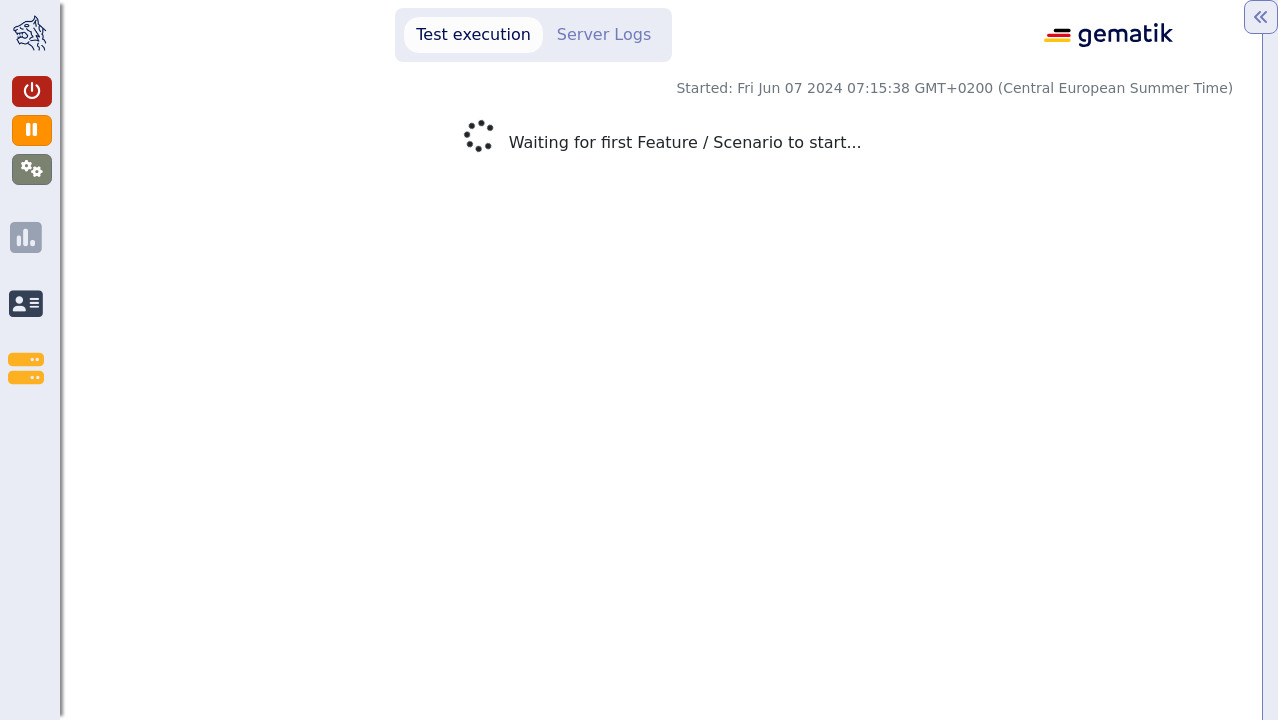 Test execution
Server Logs
gematik
Started: Fri Jun 07 2024 07:15:38 GMT+0200 (Central European Summer Time)
Waiting for first Feature / Scenario to start...